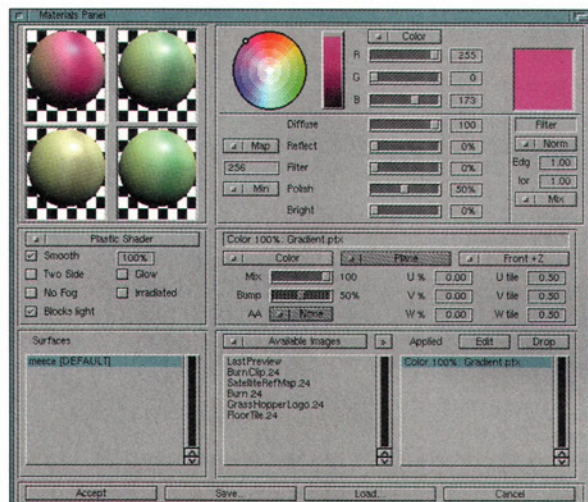 Materials Panel
Color
R 255
G 0
B 173
Diffuse 100
Filter
Map
Reflect 0%
Norm
256
Filter 0%
Edg 1.00
Min
Polish 50%
Ior 1.00
Bright 0%
Mix
Plastic Shader
Smooth 100%
Two Side
Glow
No Fog
Irradiated
Blocks light
Color 100%: Gradient.ptx
Color
Plane
Front +Z
Mix 100
U % 0.00
U tile 0.50
Bump 50%
V % 0.00
V tile 0.50
AA None
W % 0.00
W tile 0.50
Surfaces
meece [DEFAULT]
Available Images
»
Applied
Edit
Drop
LastPreview
BurnClip.24
SatelliteRefMap.24
Burn.24
GrassHopperLogo.24
FloorTile.24
Color 100%: Gradient.ptx
Accept
Save...
Load...
Cancel